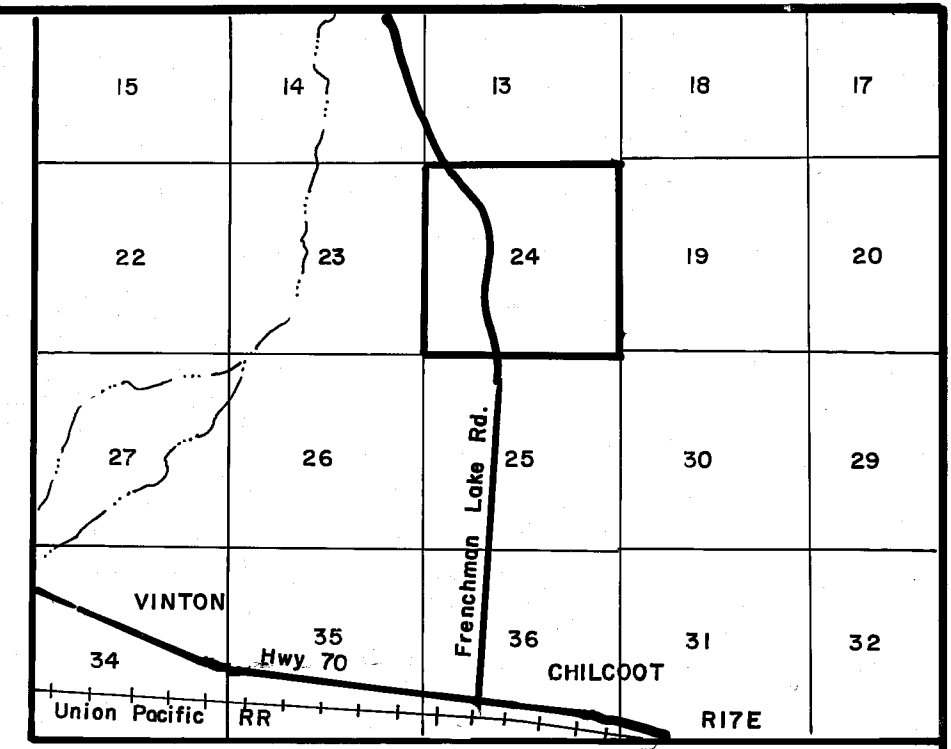 15 14 13 18 17
22 23 24 19 20
27 26 25 30 29
Frenchman Lake Rd.
VINTON
34 35 36 31 32
Hwy 70
CHILCOOT
Union Pacific RR
R17E